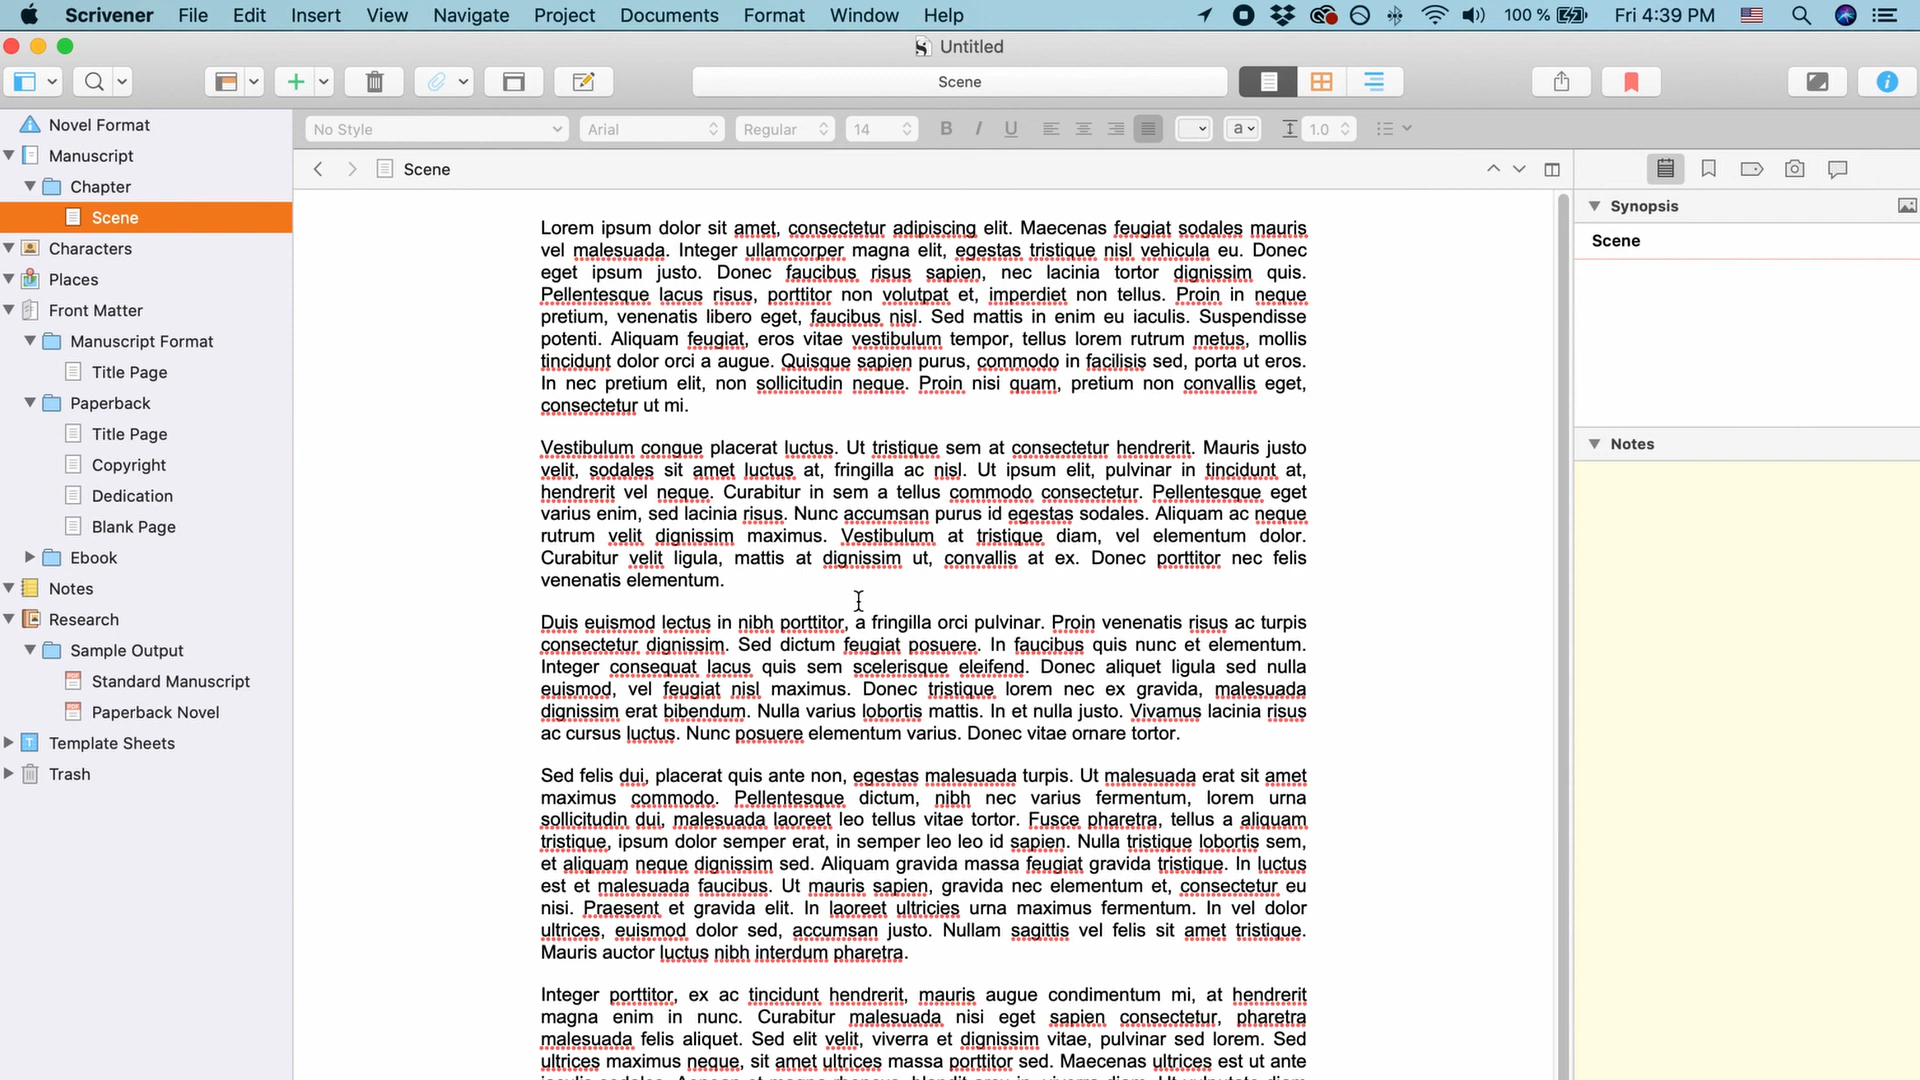 Scrivener File Edit Insert View Navigate Project Documents Format Window Help 100 % Fri 4:39 PM
Untitled
Scene
No Style Arial Regular 14 B I U a 1.0
Novel Format
Manuscript
Chapter
Scene
Characters
Places
Front Matter
Manuscript Format
Title Page
Paperback
Title Page
Copyright
Dedication
Blank Page
Ebook
Notes
Research
Sample Output
Standard Manuscript
Paperback Novel
Template Sheets
Trash
Scene
Lorem ipsum dolor sit amet, consectetur adipiscing elit. Maecenas feugiat sodales mauris
vel malesuada. Integer ullamcorper magna elit, egestas tristique nisl vehicula eu. Donec
eget ipsum justo. Donec faucibus risus sapien, nec lacinia tortor dignissim quis.
Pellentesque lacus risus, porttitor non volutpat et, imperdiet non tellus. Proin in neque
pretium, venenatis libero eget, faucibus nisl. Sed mattis in enim eu iaculis. Suspendisse
potenti. Aliquam feugiat, eros vitae vestibulum tempor, tellus lorem rutrum metus, mollis
tincidunt dolor orci a augue. Quisque sapien purus, commodo in facilisis sed, porta ut eros.
In nec pretium elit, non sollicitudin neque. Proin nisi quam, pretium non convallis eget,
consectetur ut mi.
Vestibulum congue placerat luctus. Ut tristique sem at consectetur hendrerit. Mauris justo
velit, sodales sit amet luctus at, fringilla ac nisl. Ut ipsum elit, pulvinar in tincidunt at,
hendrerit vel neque. Curabitur in sem a tellus commodo consectetur. Pellentesque eget
varius enim, sed lacinia risus. Nunc accumsan purus id egestas sodales. Aliquam ac neque
rutrum velit dignissim maximus. Vestibulum at tristique diam, vel elementum dolor.
Curabitur velit ligula, mattis at dignissim ut, convallis at ex. Donec porttitor nec felis
venenatis elementum.
Duis euismod lectus in nibh porttitor, a fringilla orci pulvinar. Proin venenatis risus ac turpis
consectetur dignissim. Sed dictum feugiat posuere. In faucibus quis nunc et elementum.
Integer consequat lacus quis sem scelerisque eleifend. Donec aliquet ligula sed nulla
euismod, vel feugiat nisl maximus. Donec tristique lorem nec ex gravida, malesuada
dignissim erat bibendum. Nulla varius lobortis mattis. In et nulla justo. Vivamus lacinia risus
ac cursus luctus. Nunc posuere elementum varius. Donec vitae ornare tortor.
Sed felis dui, placerat quis ante non, egestas malesuada turpis. Ut malesuada erat sit amet
maximus commodo. Pellentesque dictum, nibh nec varius fermentum, lorem urna
sollicitudin dui, malesuada laoreet leo tellus vitae tortor. Fusce pharetra, tellus a aliquam
tristique, ipsum dolor semper erat, in semper leo leo id sapien. Nulla tristique lobortis sem,
et aliquam neque dignissim sed. Aliquam gravida massa feugiat gravida tristique. In luctus
est et malesuada faucibus. Ut mauris sapien, gravida nec elementum et, consectetur eu
nisi. Praesent et gravida elit. In laoreet ultricies urna maximus fermentum. In vel dolor
ultrices, euismod dolor sed, accumsan justo. Nullam sagittis vel felis sit amet tristique.
Mauris auctor luctus nibh interdum pharetra.
Integer porttitor, ex ac tincidunt hendrerit, mauris augue condimentum mi, at hendrerit
magna enim in nunc. Curabitur malesuada nisi eget sapien consectetur, pharetra
malesuada felis aliquet. Sed elit velit, viverra et dignissim vitae, pulvinar sed lorem. Sed
ultrices maximus neque, sit amet ultrices massa porttitor sed. Maecenas ultrices est ut ante
Synopsis
Scene
Notes